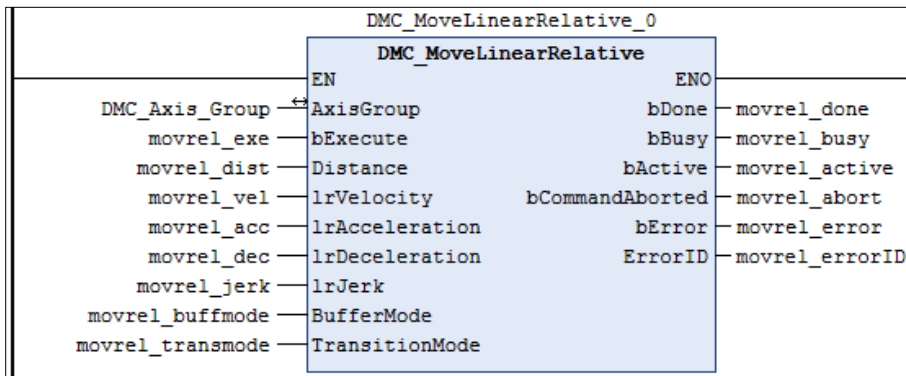 DMC_MoveLinearRelative_0
DMC_MoveLinearRelative
EN ENO
DMC_Axis_Group AxisGroup bDone movrel_done
movrel_exe bExecute bBusy movrel_busy
movrel_dist Distance bActive movrel_active
movrel_vel lrVelocity bCommandAborted movrel_abort
movrel_acc lrAcceleration bError movrel_error
movrel_dec lrDeceleration ErrorID movrel_errorID
movrel_jerk lrJerk
movrel_buffmode BufferMode
movrel_transmode TransitionMode